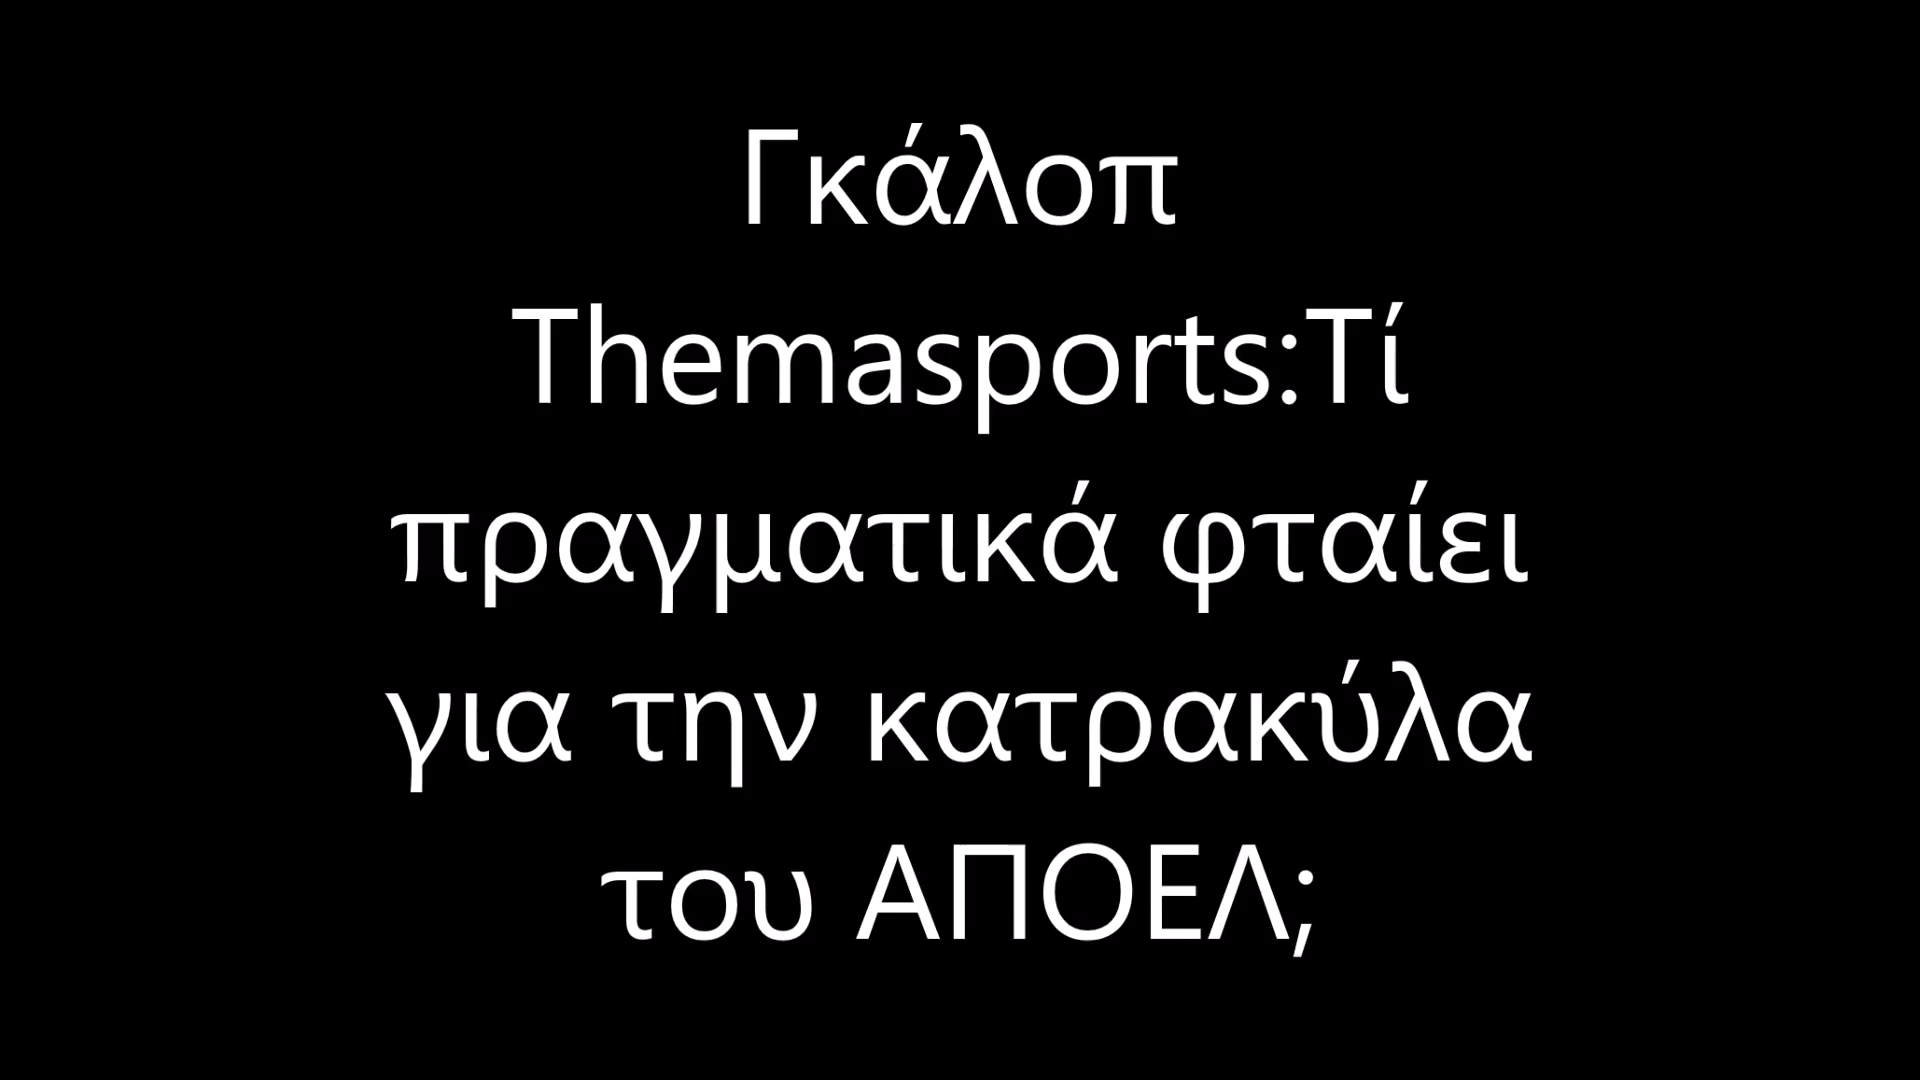 Γκάλοπ
Themasports:Τί
πραγματικά φταίει
για την κατρακύλα
του ΑΠΟΕΛ;